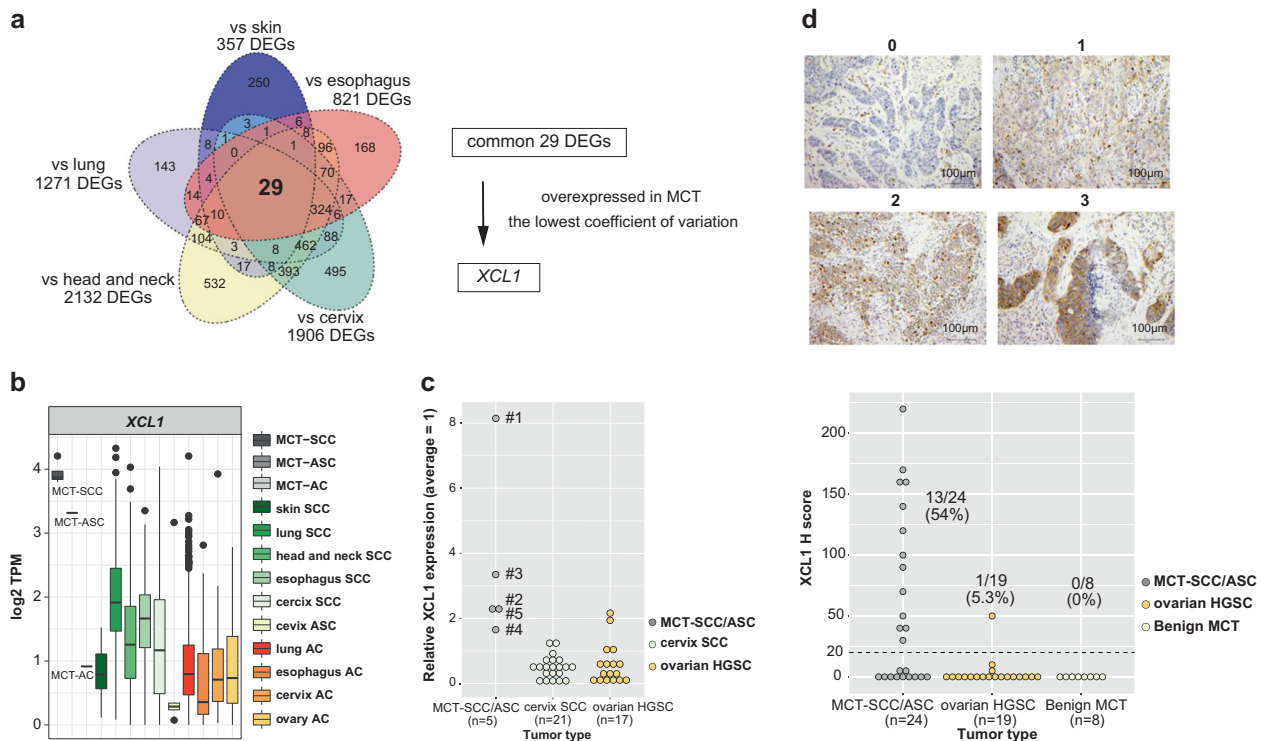 a
vs skin
357 DEGs
vs esophagus
821 DEGs
vs lung
1271 DEGs
vs head and neck
2132 DEGs
vs cervix
1906 DEGs
250
3
1
6
8
8
1
0
1
96
168
143
4
70
14
29
17
67
10
324
6
104
3
8
462
88
17
8
393
495
532
common 29 DEGs
overexpressed in MCT
the lowest coefficient of variation
XCL1
b
XCL1
log2 TPM
4
3
2
1
0
MCT-SCC
MCT-ASC
MCT-AC
MCT−SCC
MCT−ASC
MCT−AC
skin SCC
lung SCC
head and neck SCC
esophagus SCC
cercix SCC
cevix ASC
lung AC
esophagus AC
cervix AC
ovary AC
c
Relative XCL1 expression (average = 1)
8
6
4
2
0
#1
#3
#2
#5
#4
MCT-SCC/ASC
(n=5)
cervix SCC
(n=21)
ovarian HGSC
(n=17)
Tumor type
MCT-SCC/ASC
cervix SCC
ovarian HGSC
d
0
1
100μm
100μm
2
3
100μm
100μm
XCL1 H score
200
150
100
50
20
0
13/24
(54%)
1/19
(5.3%)
0/8
(0%)
MCT-SCC/ASC
(n=24)
ovarian HGSC
(n=19)
Benign MCT
(n=8)
Tumor type
MCT-SCC/ASC
ovarian HGSC
Benign MCT